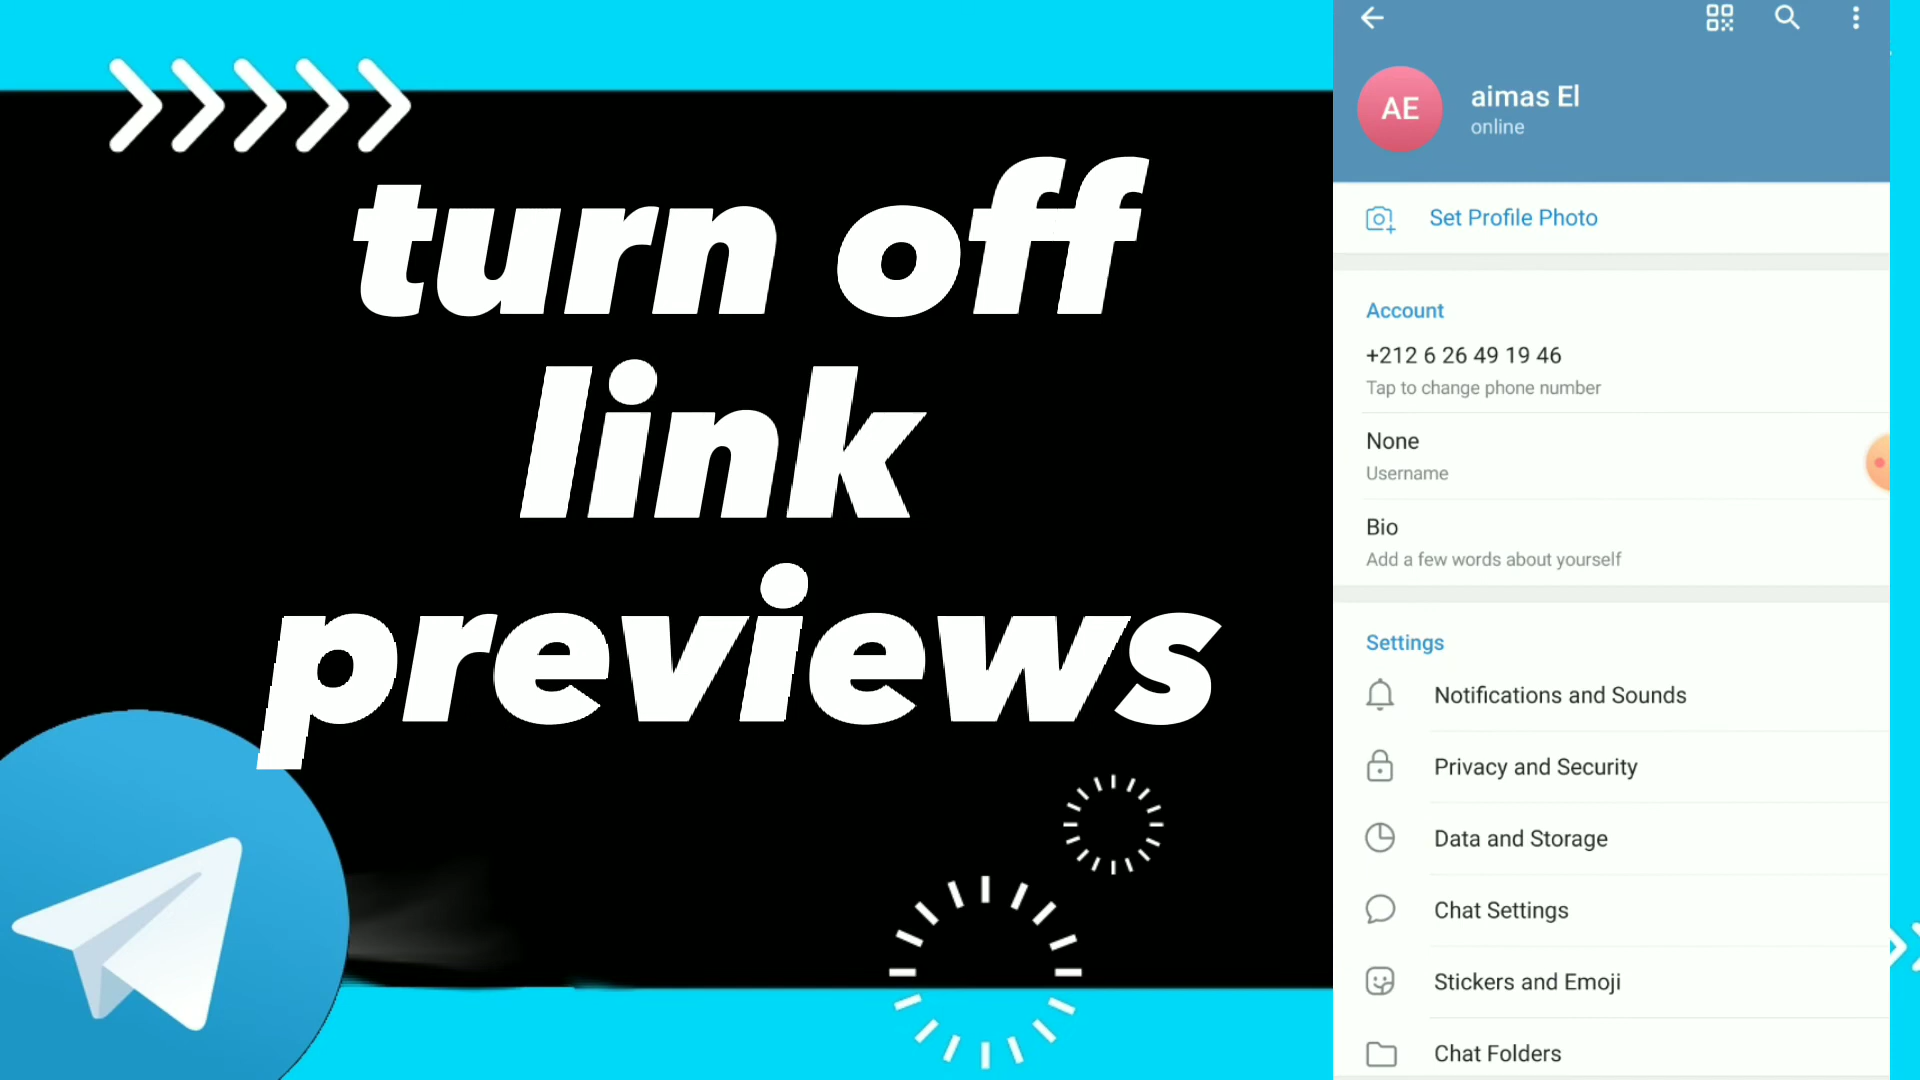 turn off
link
previews
aimas El
AE
online
Set Profile Photo
Account
+212 6 26 49 19 46
Tap to change phone number
None
Username
Bio
Add a few words about yourself
Settings
Notifications and Sounds
Privacy and Security
Data and Storage
Chat Settings
Stickers and Emoji
Chat Folders